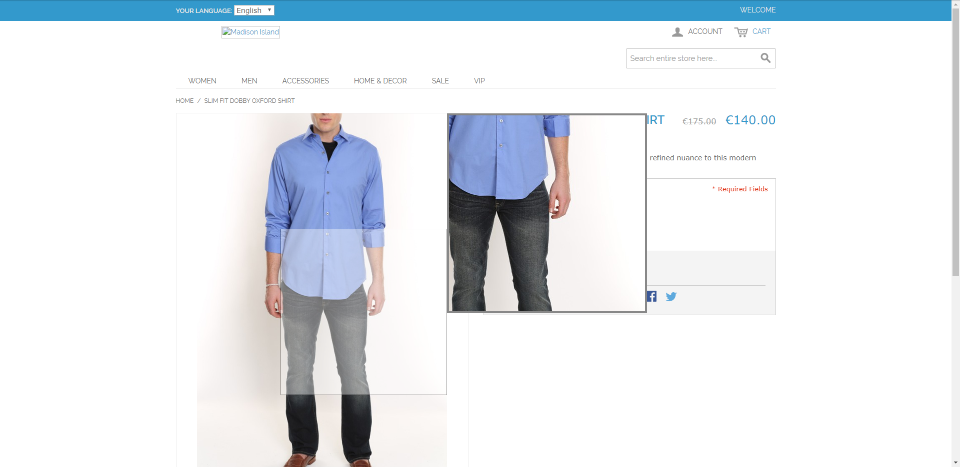 YOUR LANGUAGE: English WELCOME
Madison Island
ACCOUNT CART
Search entire store here...
WOMEN MEN ACCESSORIES HOME & DECOR SALE VIP
HOME / SLIM FIT DOBBY OXFORD SHIRT
IRT €175.00 €140.00
refined nuance to this modern
* Required Fields